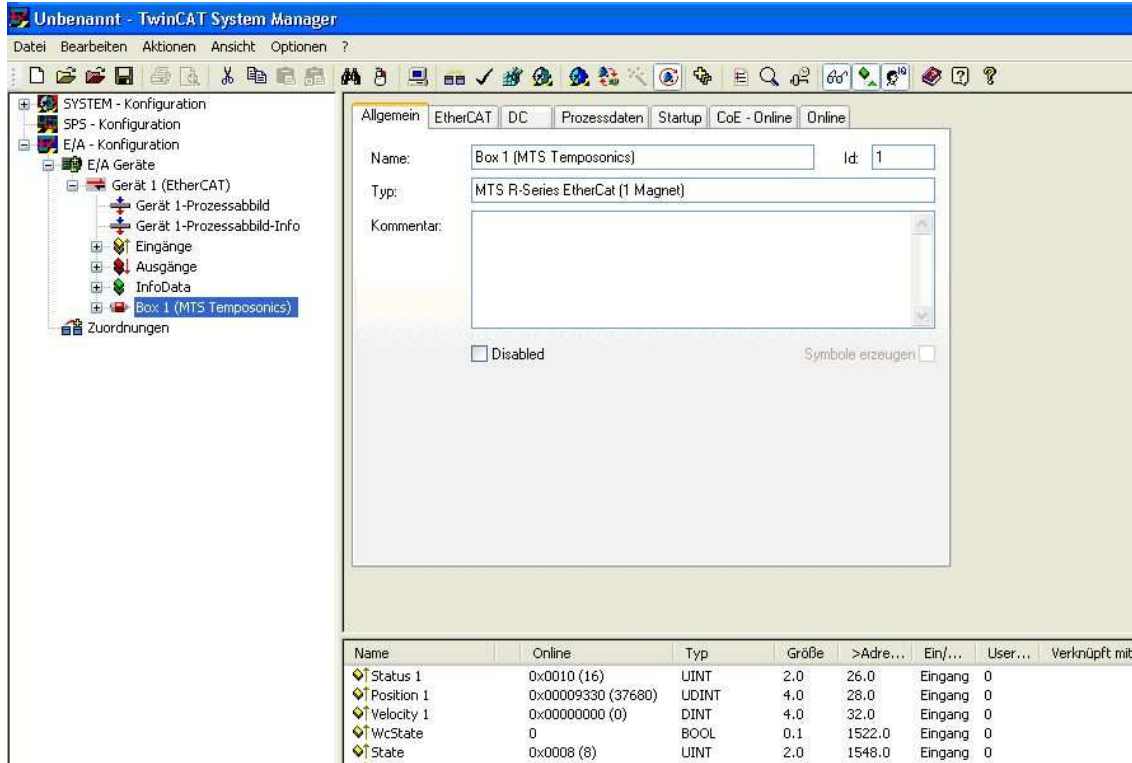 Unbenannt - TwinCAT System Manager
Datei Bearbeiten Aktionen Ansicht Optionen ?
SYSTEM - Konfiguration
SPS - Konfiguration
E/A - Konfiguration
E/A Geräte
Gerät 1 (EtherCAT)
Gerät 1-Prozessabbild
Gerät 1-Prozessabbild-Info
Eingänge
Ausgänge
InfoData
Box 1 (MTS Temposonics)
Zuordnungen
Allgemein EtherCAT DC Prozessdaten Startup CoE - Online Online
Name: Box 1 (MTS Temposonics) Id: 1
Typ: MTS R-Series EtherCat (1 Magnet)
Kommentar:
Disabled Symbole erzeugen
Name Online Typ Größe >Adre... Ein/... User... Verknüpft mit
Status 1 0x0010 (16) UINT 2.0 26.0 Eingang 0
Position 1 0x00009330 (37680) UDINT 4.0 28.0 Eingang 0
Velocity 1 0x00000000 (0) DINT 4.0 32.0 Eingang 0
WcState 0 BOOL 0.1 1522.0 Eingang 0
State 0x0008 (8) UINT 2.0 1548.0 Eingang 0